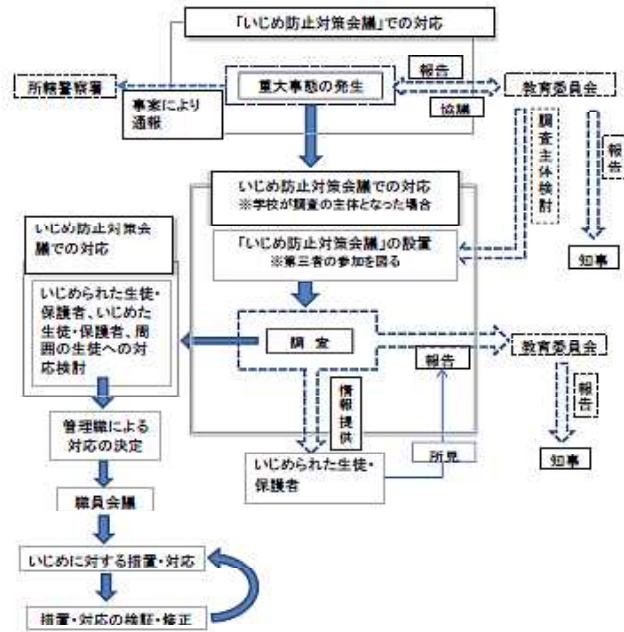 「いじめ防止対策会議」での対応
重大事態の発生
報告
協議
所轄警察署
事案により
通報
教育委員会
調査主体検討
報告
知事
いじめ防止対策会議での対応
※学校が調査の主体となった場合
「いじめ防止対策会議」の設置
※第三者の参加を図る
いじめ防止対策会
議での対応
いじめられた生徒・
保護者、いじめた
生徒・保護者、周
囲の生徒への対
応検討
調査
報告
教育委員会
情報提供
報告
知事
所見
いじめられた生徒・
保護者
管理職による
対応の決定
職員会議
いじめに対する措置・対応
措置・対応の検証・修正